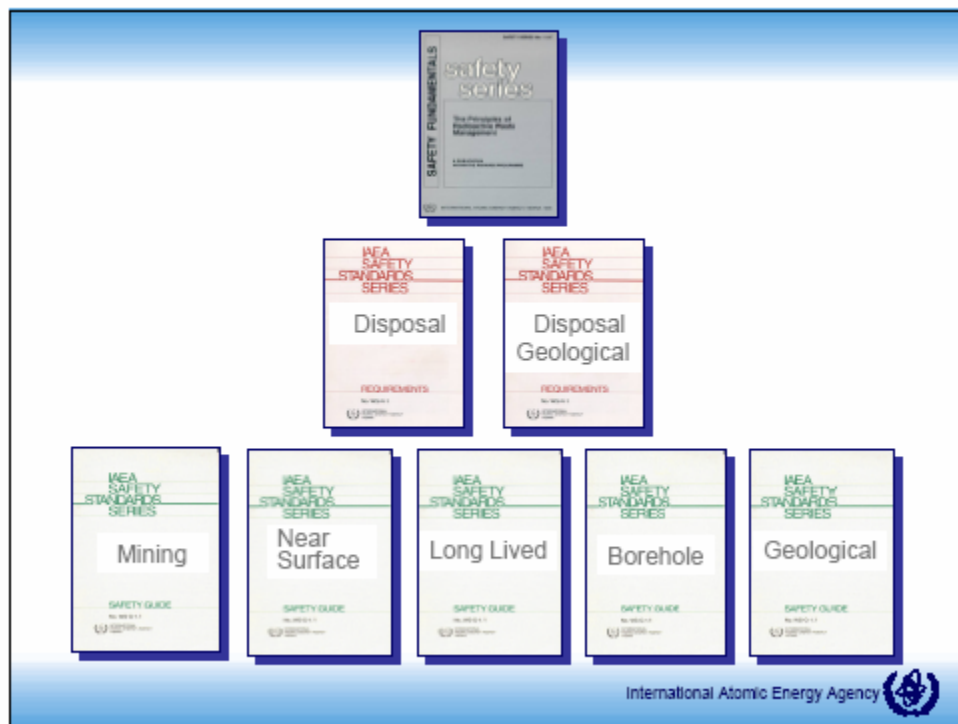 SAFETY FUNDAMENTALS
safety
series
The Principles of
Radioactive Waste
Management
IAEA
SAFETY
STANDARDS
SERIES
Disposal
REQUIREMENTS
IAEA
SAFETY
STANDARDS
SERIES
Disposal
Geological
REQUIREMENTS
IAEA
SAFETY
STANDARDS
SERIES
Mining
SAFETY GUIDE
IAEA
SAFETY
STANDARDS
SERIES
Near
Surface
SAFETY GUIDE
IAEA
SAFETY
STANDARDS
SERIES
Long Lived
SAFETY GUIDE
IAEA
SAFETY
STANDARDS
SERIES
Borehole
SAFETY GUIDE
IAEA
SAFETY
STANDARDS
SERIES
Geological
SAFETY GUIDE
International Atomic Energy Agency